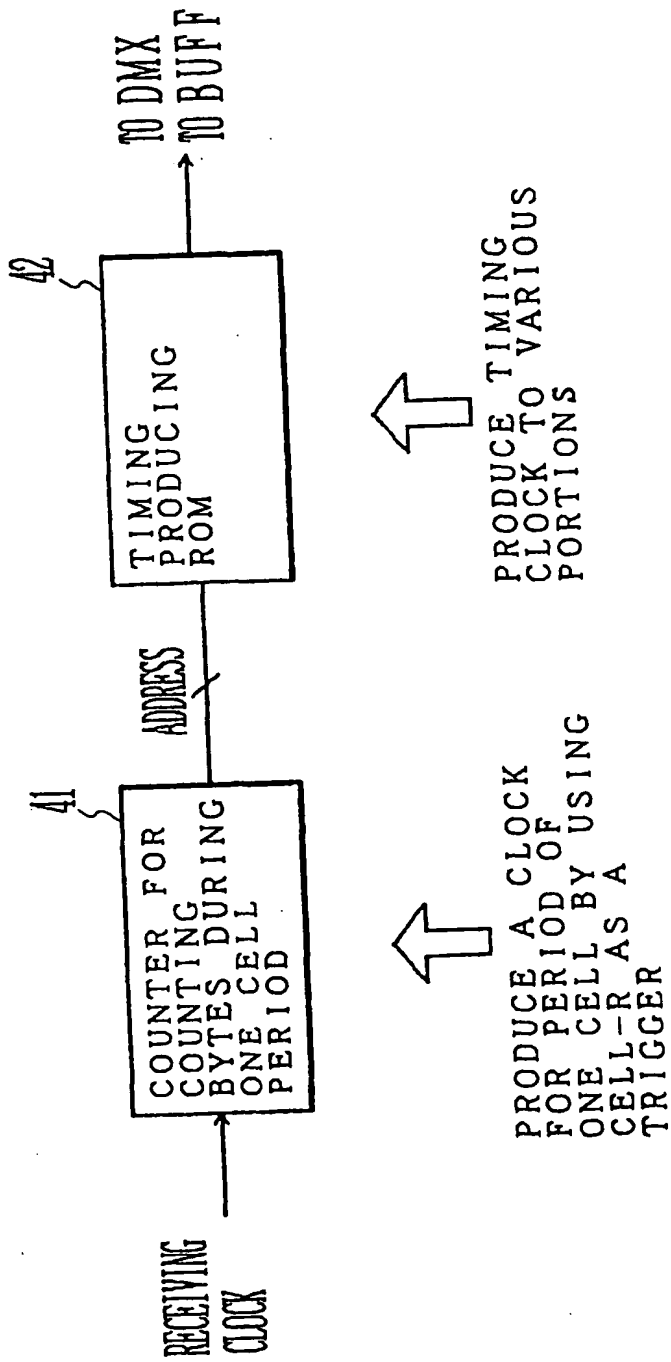 RECEIVING
CLOCK
41
COUNTER FOR
COUNTING
BYTES DURING
ONE CELL
PERIOD
ADDRESS
42
TIMING
PRODUCING
ROM
TO DMX
TO BUFF
PRODUCE A CLOCK
FOR PERIOD OF
ONE CELL BY USING
CELL-R AS A
TRIGGER
PRODUCE TIMING
CLOCK TO VARIOUS
PORTIONS